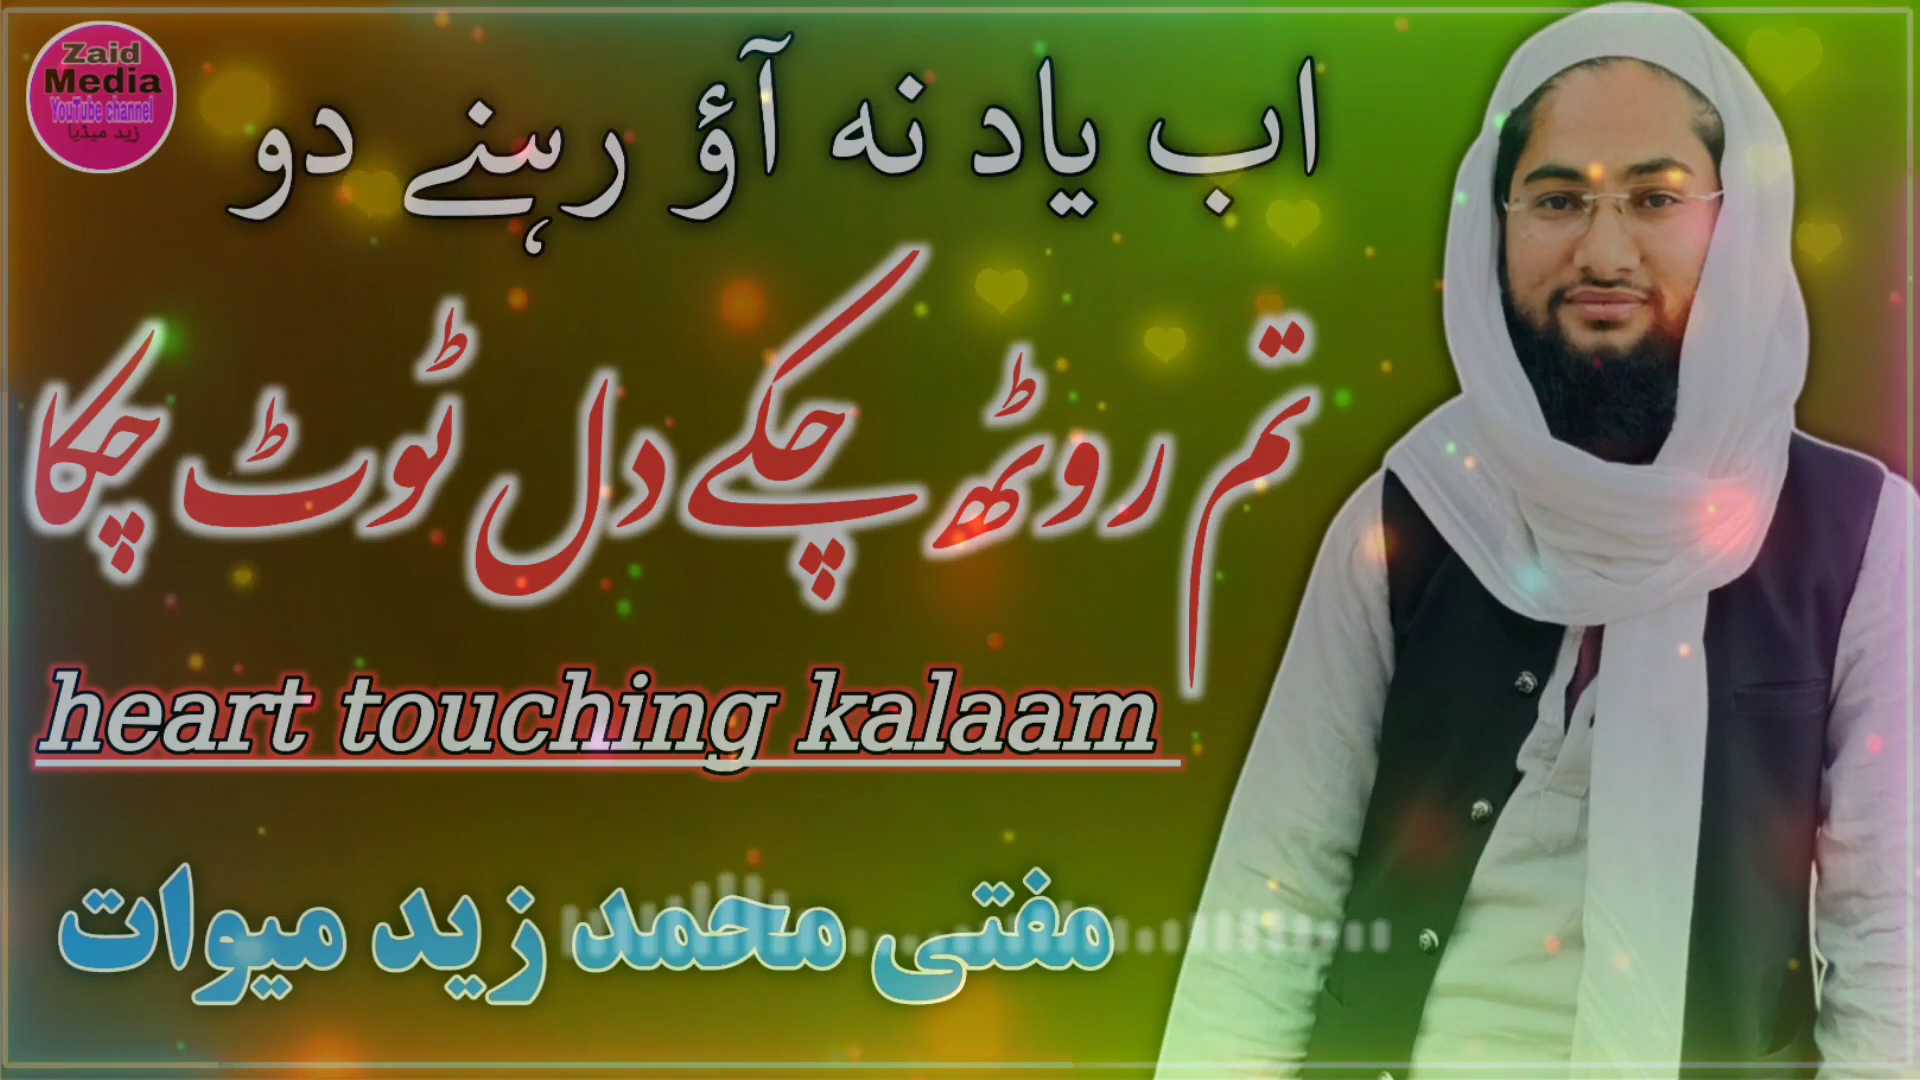 Zaid
Media
YouTube channel
زید میڈیا
اب یاد نہ آؤ رہنے دو
تم روٹھ چکے دل ٹوٹ چکا
heart touching kalaam
مفتی محمد زید میوات